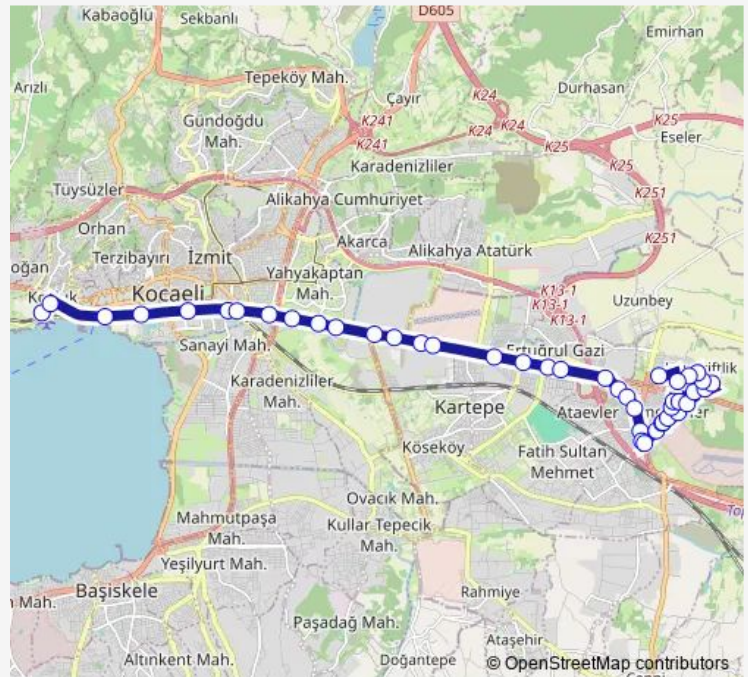 Kabaoğlu
Sekbanlı
D605
Emirhan
Arızlı
Tepeköy Mah.
Durhasan
Çayır
K24
K241
K24
K24
K25
Gündoğdu
Mah.
K241
K25
Eseler
Karadenizliler
K25
Tuysüzler
Alikahya Cumhuriyet
K251
Orhan
Akarca
Alikahya Atatürk
K251
Terzibayırı
İzmit
Yahyakaptan
Mah.
K13-1
K13-1
K13-1
Uzunbey
Kocaeli
Sanayi Mah.
Ertuğrul Gazi
Karadenizliler
Mah.
Kartepe
Ataevler
Köseköy
Fatih Sultan
Mehmet
Ovacık Mah.
Mahmutpaşa
Mah.
Kullar Tepecik
Mah.
Yeşilyurt Mah.
Başiskele
Rahmiye
Mah.
Paşadağ Mah.
Ataşehir
Altınkent Mah.
Doğantepe
© OpenStreetMap contributors